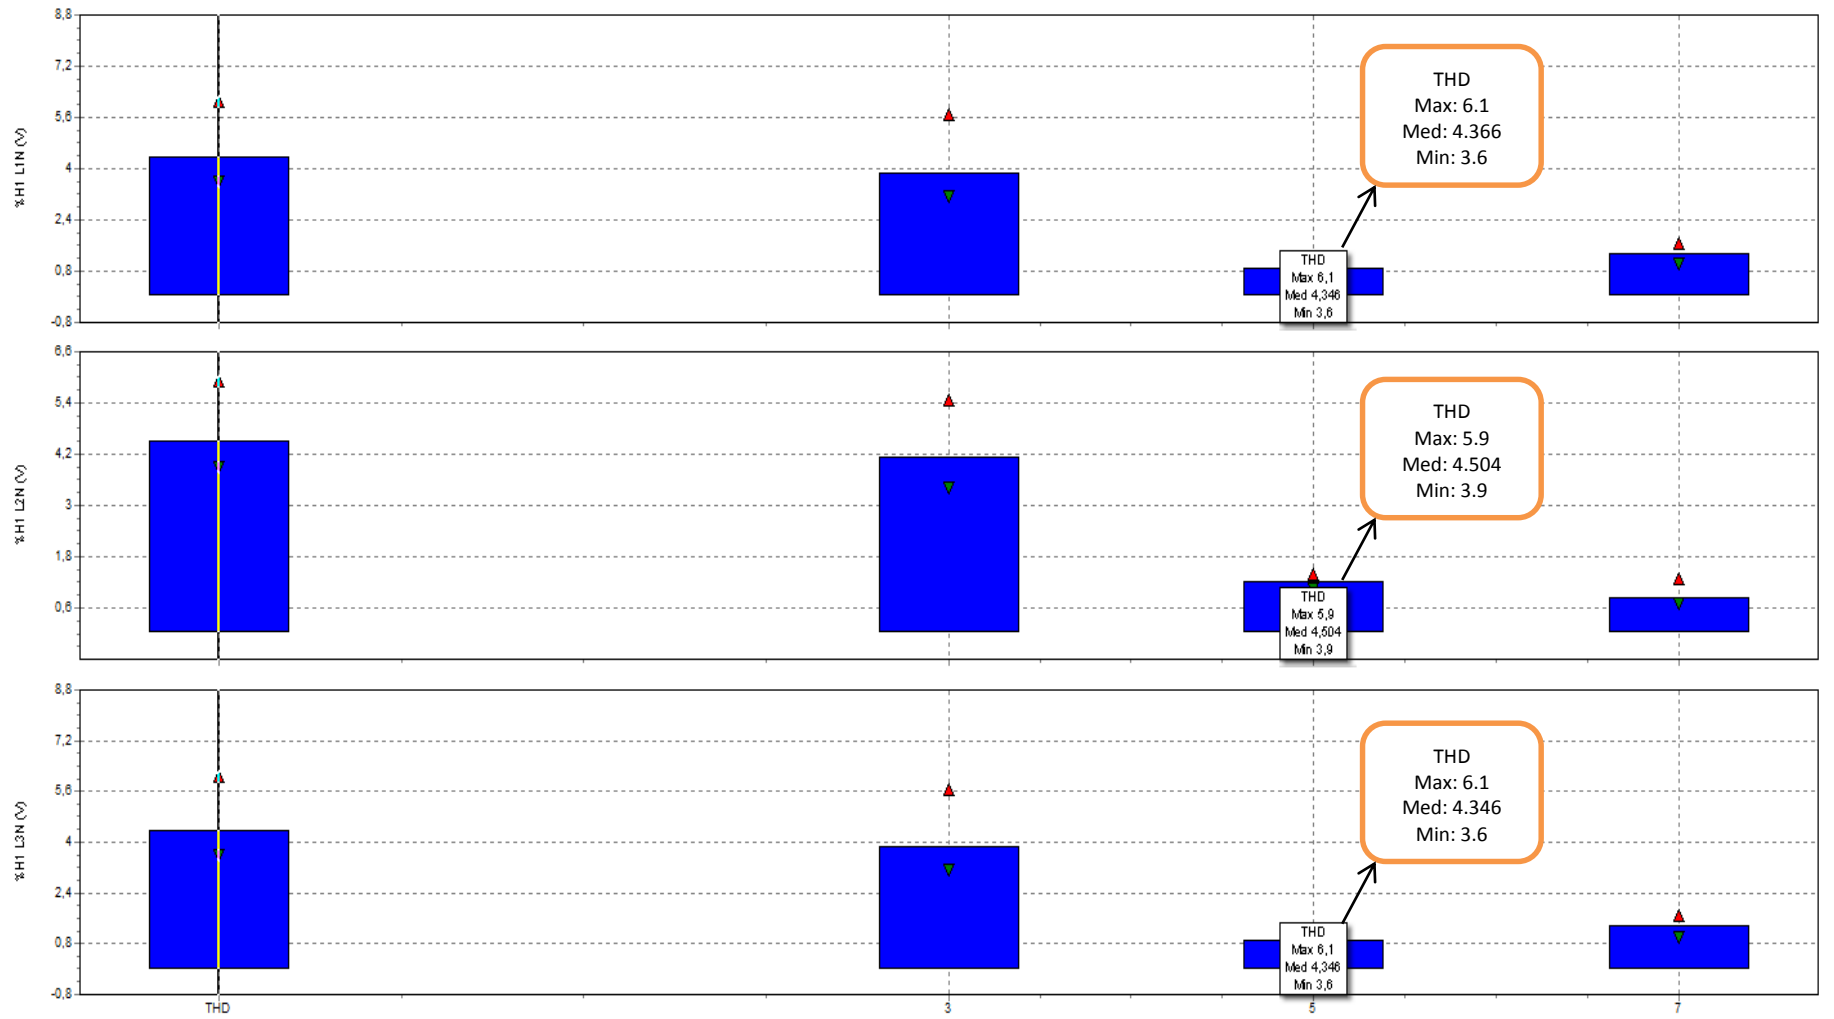 8,8
7,2
5,6
4
2,4
0,8
-0,8
% H1 L1N (V)
THD
Max: 6.1
Med: 4.366
Min: 3.6
THD
Max 6,1
Med 4,346
Min 3,6
6,6
5,4
4,2
3
1,8
0,6
% H1 L2N (V)
THD
Max: 5.9
Med: 4.504
Min: 3.9
THD
Max 5,9
Med 4,504
Min 3,9
8,8
7,2
5,6
4
2,4
0,8
-0,8
% H1 L3N (V)
THD
Max: 6.1
Med: 4.346
Min: 3.6
THD
Max 6,1
Med 4,346
Min 3,6
THD
3
5
7